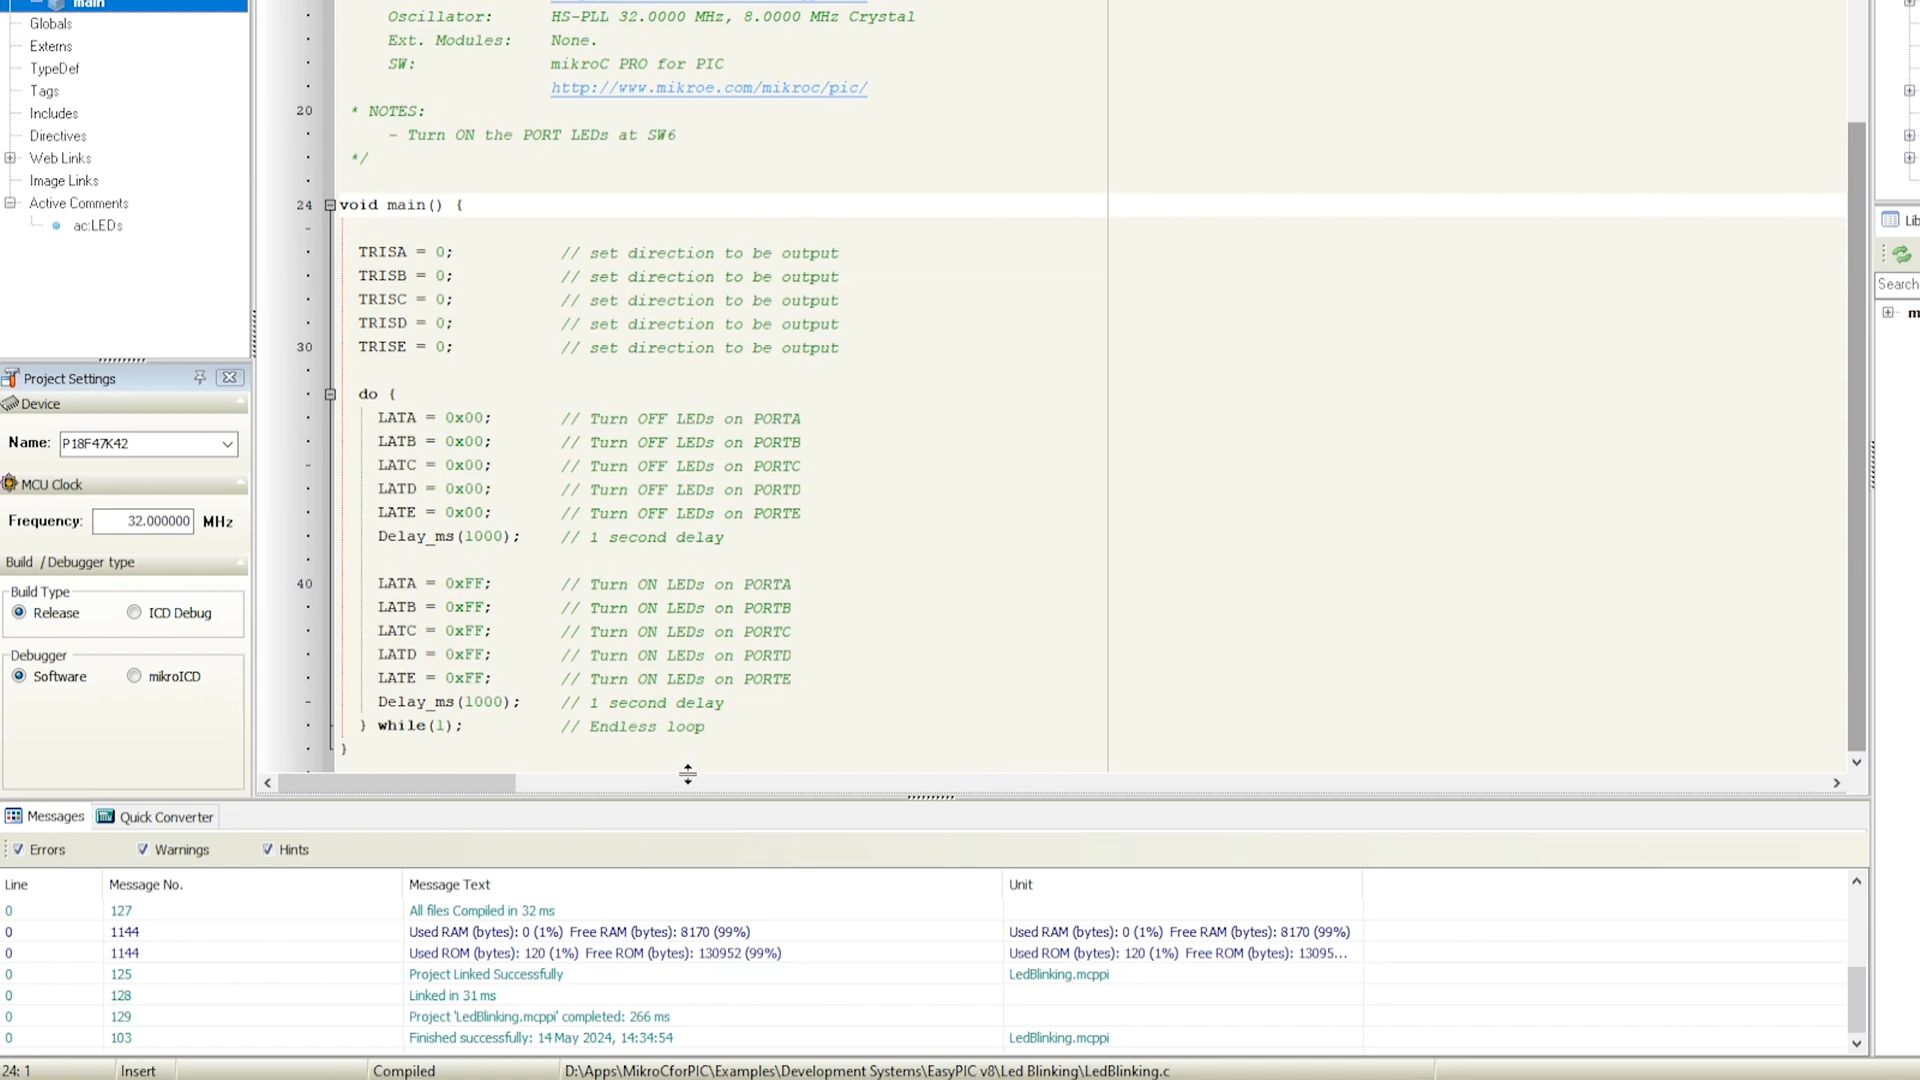 main
Globals
Externs
TypeDef
Tags
Includes
Directives
Web Links
Image Links
Active Comments
ac:LEDs
Oscillator: HS-PLL 32.0000 MHz, 8.0000 MHz Crystal
Ext. Modules: None.
SW: mikroC PRO for PIC
http://www.mikroe.com/mikroc/pic/
20 * NOTES:
- Turn ON the PORT LEDs at SW6
*/
24 void main() {
TRISA = 0; // set direction to be output
TRISB = 0; // set direction to be output
TRISC = 0; // set direction to be output
TRISD = 0; // set direction to be output
30 TRISE = 0; // set direction to be output
do {
LATA = 0x00; // Turn OFF LEDs on PORTA
LATB = 0x00; // Turn OFF LEDs on PORTB
LATC = 0x00; // Turn OFF LEDs on PORTC
LATD = 0x00; // Turn OFF LEDs on PORTD
LATE = 0x00; // Turn OFF LEDs on PORTE
Delay_ms(1000); // 1 second delay
40 LATA = 0xFF; // Turn ON LEDs on PORTA
LATB = 0xFF; // Turn ON LEDs on PORTB
LATC = 0xFF; // Turn ON LEDs on PORTC
LATD = 0xFF; // Turn ON LEDs on PORTD
LATE = 0xFF; // Turn ON LEDs on PORTE
Delay_ms(1000); // 1 second delay
} while(1); // Endless loop
}
Lib
Search
m
Project Settings
Device
Name: P18F47K42
MCU Clock
Frequency: 32.000000 MHz
Build / Debugger type
Build Type
Release ICD Debug
Debugger
Software mikroICD
Messages Quick Converter
Errors Warnings Hints
Line Message No. Message Text Unit
0 127 All files Compiled in 32 ms
0 1144 Used RAM (bytes): 0 (1%) Free RAM (bytes): 8170 (99%) Used RAM (bytes): 0 (1%) Free RAM (bytes): 8170 (99%)
0 1144 Used ROM (bytes): 120 (1%) Free ROM (bytes): 130952 (99%) Used ROM (bytes): 120 (1%) Free ROM (bytes): 13095...
0 125 Project Linked Successfully LedBlinking.mcppi
0 128 Linked in 31 ms
0 129 Project 'LedBlinking.mcppi' completed: 266 ms
0 103 Finished successfully: 14 May 2024, 14:34:54 LedBlinking.mcppi
24: 1 Insert Compiled D:\Apps\MikroCforPIC\Examples\Development Systems\EasyPIC v8\Led Blinking\LedBlinking.c